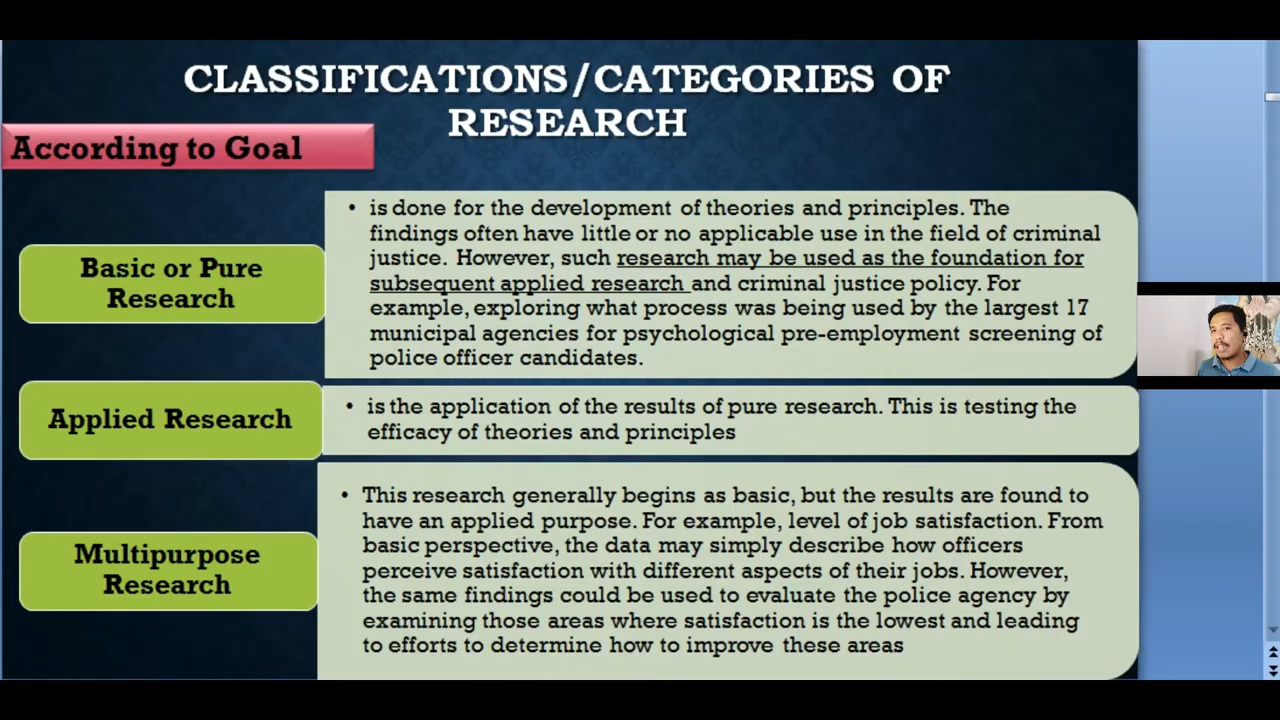 CLASSIFICATIONS/CATEGORIES OF
RESEARCH
According to Goal
Basic or Pure
Research
• is done for the development of theories and principles. The
findings often have little or no applicable use in the field of criminal
justice. However, such research may be used as the foundation for
subsequent applied research and criminal justice policy. For
example, exploring what process was being used by the largest 17
municipal agencies for psychological pre-employment screening of
police officer candidates.
Applied Research
• is the application of the results of pure research. This is testing the
efficacy of theories and principles
Multipurpose
Research
• This research generally begins as basic, but the results are found to
have an applied purpose. For example, level of job satisfaction. From
basic perspective, the data may simply describe how officers
perceive satisfaction with different aspects of their jobs. However,
the same findings could be used to evaluate the police agency by
examining those areas where satisfaction is the lowest and leading
to efforts to determine how to improve these areas